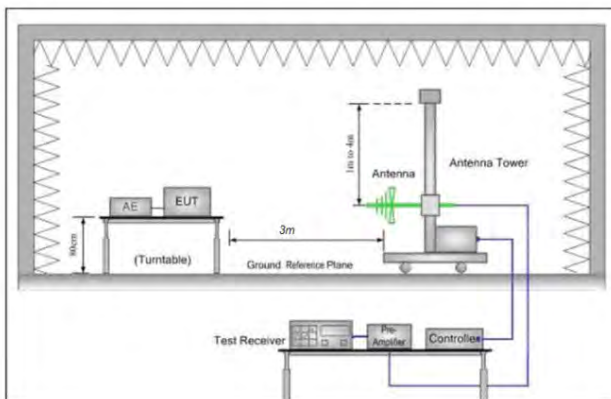 1m to 4m
Antenna
Antenna Tower
AE
EUT
3m
80cm
(Turntable)
Ground Reference Plane
Test Receiver
Pre-
Amplifier
Controller